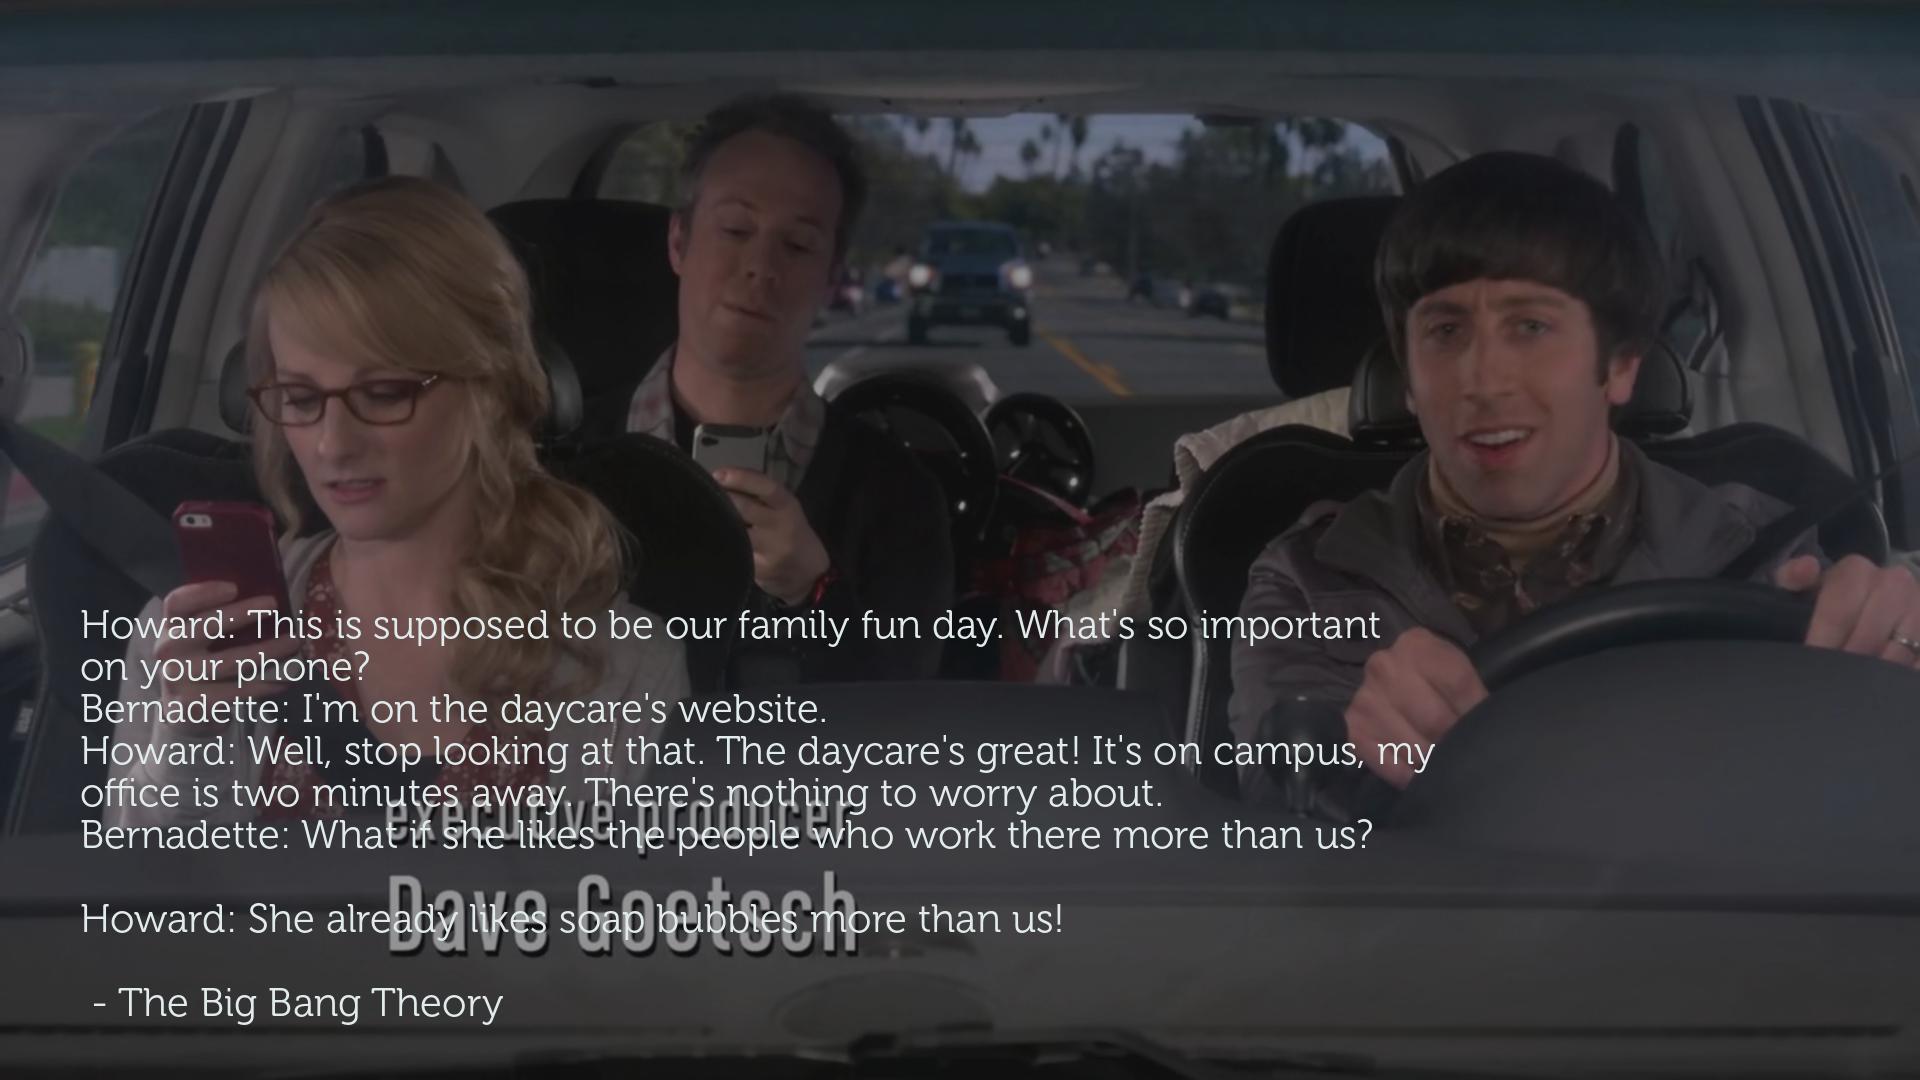 Howard: This is supposed to be our family fun day. What's so important
on your phone?
Bernadette: I'm on the daycare's website.
Howard: Well, stop looking at that. The daycare's great! It's on campus, my
office is two minutes away. There's nothing to worry about.
Bernadette: What if she likes the people who work there more than us?
Howard: She already likes soap bubbles more than us!
- The Big Bang Theory
executive producer
Dave Goetsch